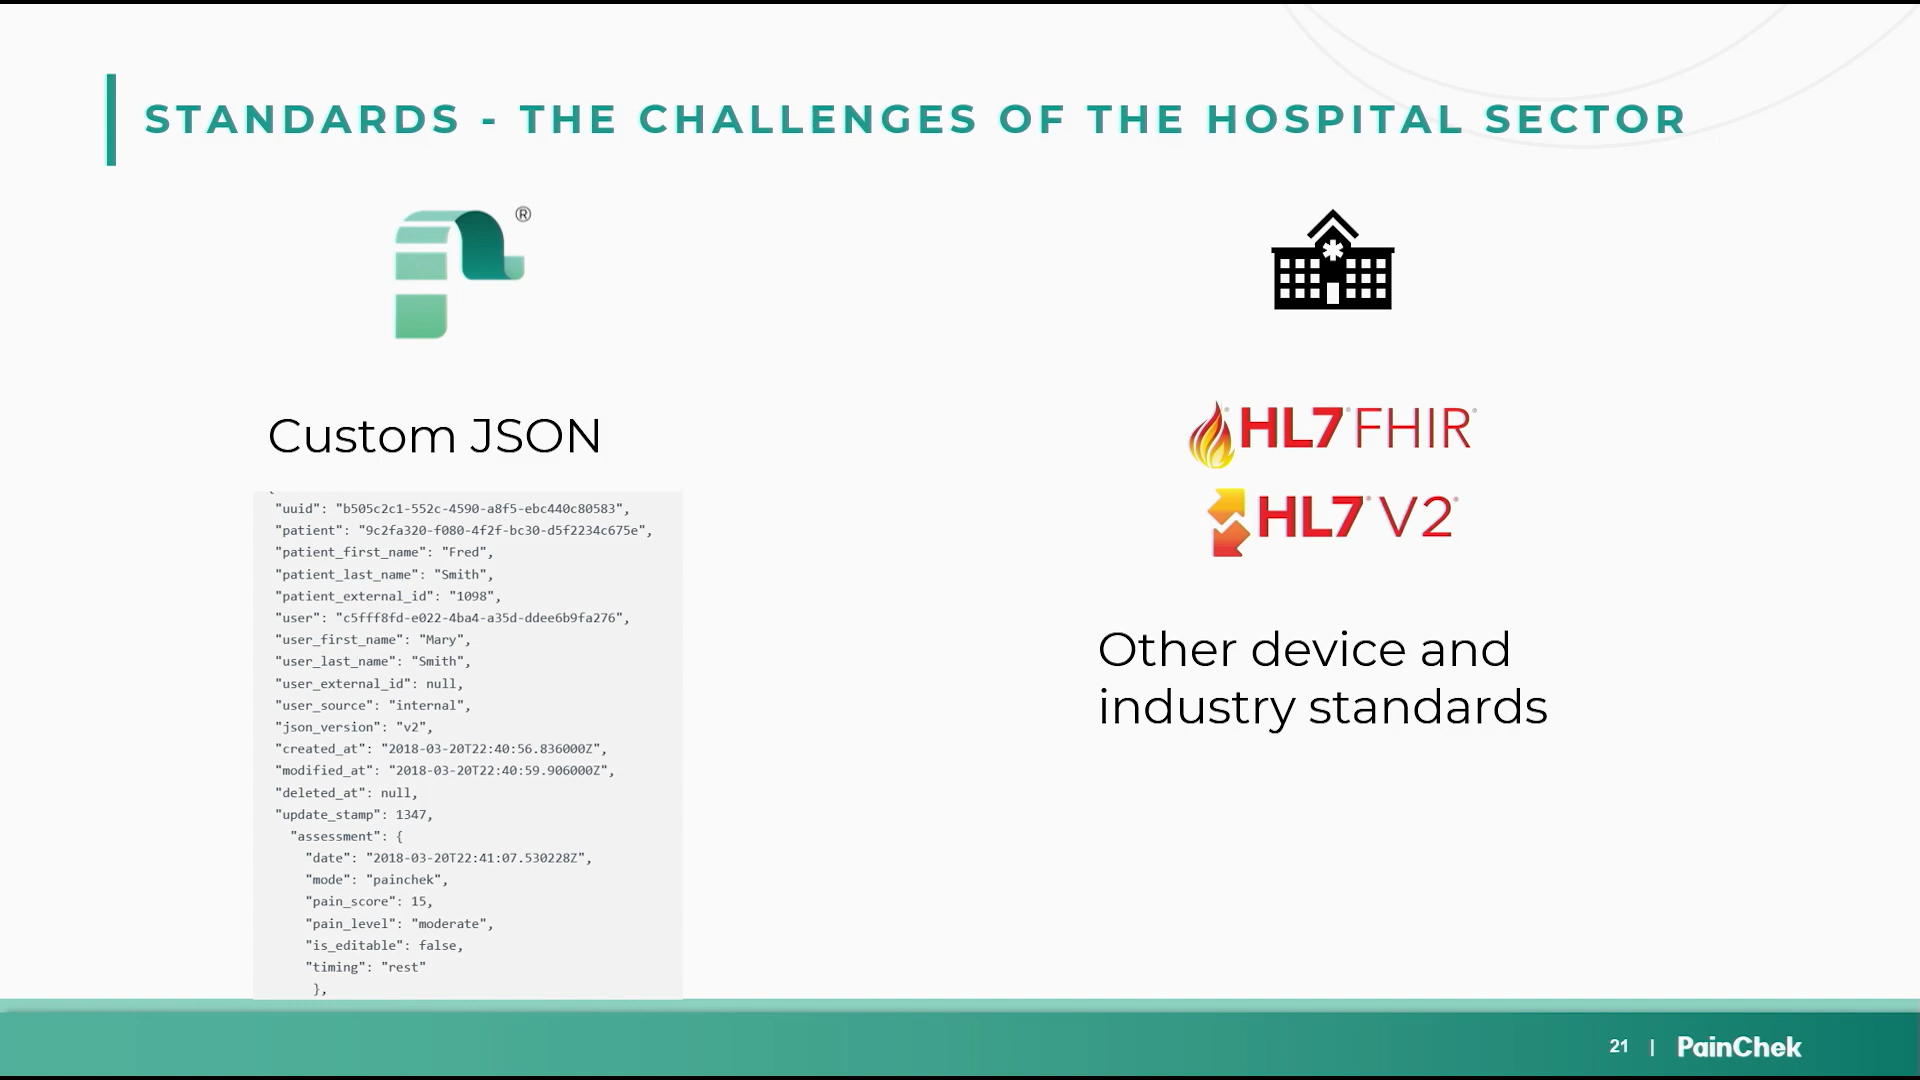 STANDARDS - THE CHALLENGES OF THE HOSPITAL SECTOR
®
Custom JSON
{
"uuid": "b505c2c1-552c-4590-a8f5-ebc440c80583",
"patient": "9c2fa320-f080-4f2f-bc30-d5f2234c675e",
"patient_first_name": "Fred",
"patient_last_name": "Smith",
"patient_external_id": "1098",
"user": "c5fff8fd-e022-4ba4-a35d-ddee6b9fa276",
"user_first_name": "Mary",
"user_last_name": "Smith",
"user_external_id": null,
"user_source": "internal",
"json_version": "v2",
"created_at": "2018-03-20T22:40:56.836000Z",
"modified_at": "2018-03-20T22:40:59.906000Z",
"deleted_at": null,
"update_stamp": 1347,
"assessment": {
"date": "2018-03-20T22:41:07.530228Z",
"mode": "painchek",
"pain_score": 15,
"pain_level": "moderate",
"is_editable": false,
"timing": "rest"
},
HL7® FHIR®
HL7® V2®
Other device and
industry standards
21 | PainChek